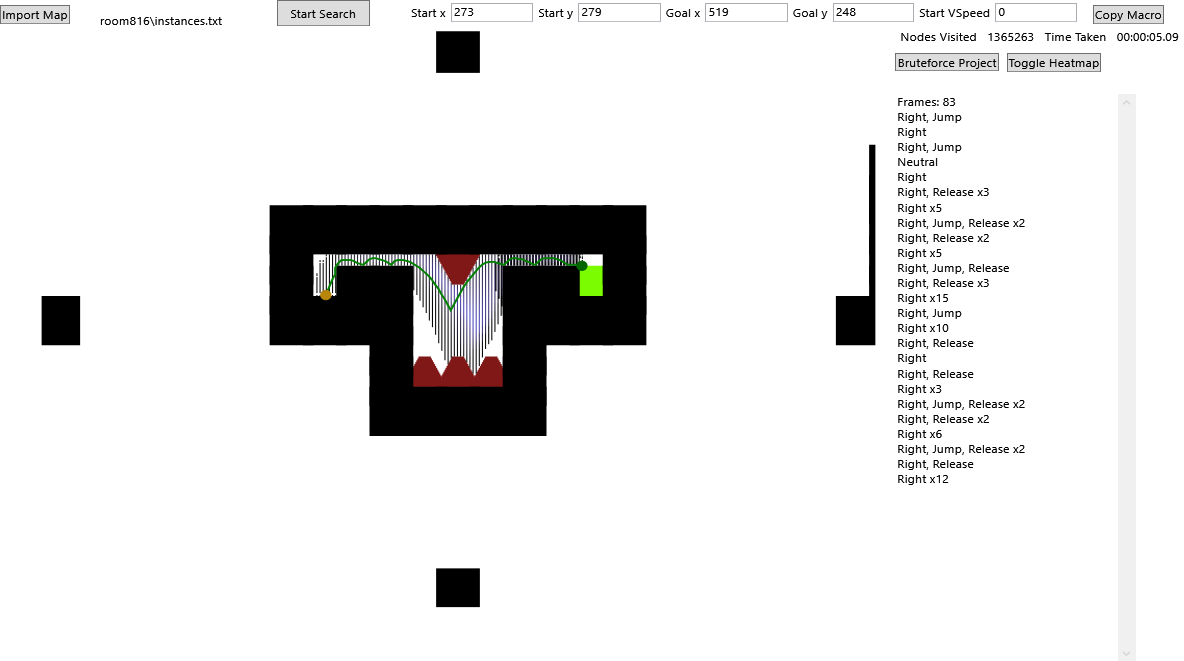 Import Map
room816\instances.txt
Start Search
Start x 273 Start y 279 Goal x 519 Goal y 248 Start VSpeed 0
Copy Macro
Nodes Visited 1365263 Time Taken 00:00:05.09
Bruteforce Project Toggle Heatmap
Frames: 83
Right, Jump
Right
Right, Jump
Neutral
Right
Right, Release x3
Right x5
Right, Jump, Release x2
Right, Release x2
Right x5
Right, Jump, Release
Right, Release x3
Right x15
Right, Jump
Right x10
Right, Release
Right
Right, Release
Right x3
Right, Jump, Release x2
Right, Release x2
Right x6
Right, Jump, Release x2
Right, Release
Right x12